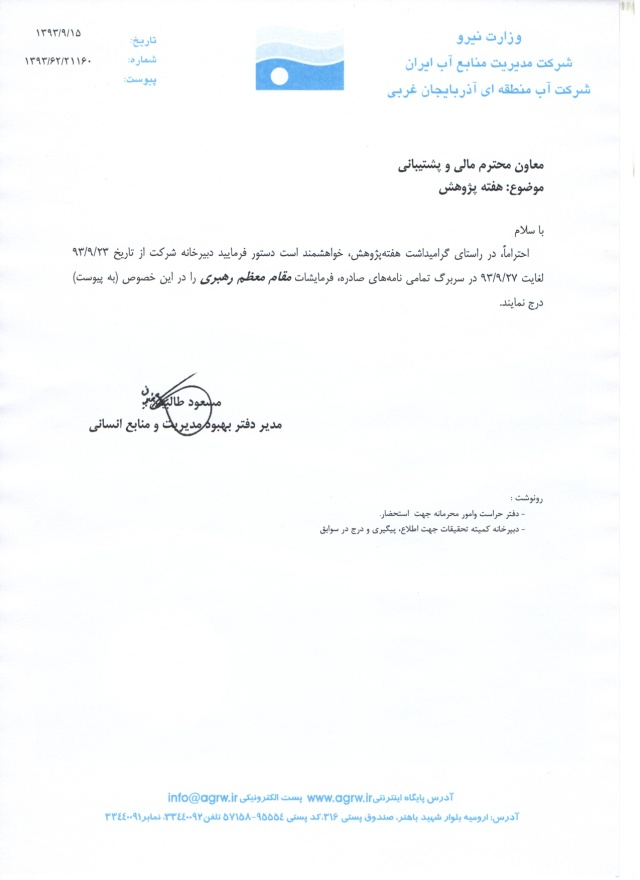 وزارت نیرو
شرکت مدیریت منابع آب ایران
شرکت آب منطقه ای آذربایجان غربی
تاریخ: ۱۳۹۳/۹/۱۵
شماره: ۱۳۹۳/۶۲/۲۱۱۶۰
پیوست:
معاون محترم مالی و پشتیبانی
موضوع: هفته پژوهش
با سلام
احتراماً، در راستای گرامیداشت هفته‌پژوهش، خواهشمند است دستور فرمایید دبیرخانه شرکت از تاریخ ۹۳/۹/۲۳
لغایت ۹۳/۹/۲۷ در سربرگ تمامی نامه‌های صادره، فرمایشات مقام معظم رهبری را در این خصوص (به پیوست)
درج نمایند.
مسعود
مدیر دفتر بهبود مدیریت و منابع انسانی
رونوشت :
- دفتر حراست وامور محرمانه جهت استحضار.
- دبیرخانه کمیته تحقیقات جهت اطلاع، پیگیری و درج در سوابق
آدرس پایگاه اینترنتی www.agrw.ir پست الکترونیکی info@agrw.ir
آدرس: ارومیه بلوار شهید باهنر، صندوق پستی ۳۱۶، کد پستی ۹۵۵۵۴-۵۷۱۵۸ تلفن ۳۳۴۴۰۰۹۲، نمابر ۳۳۴۴۰۰۹۱